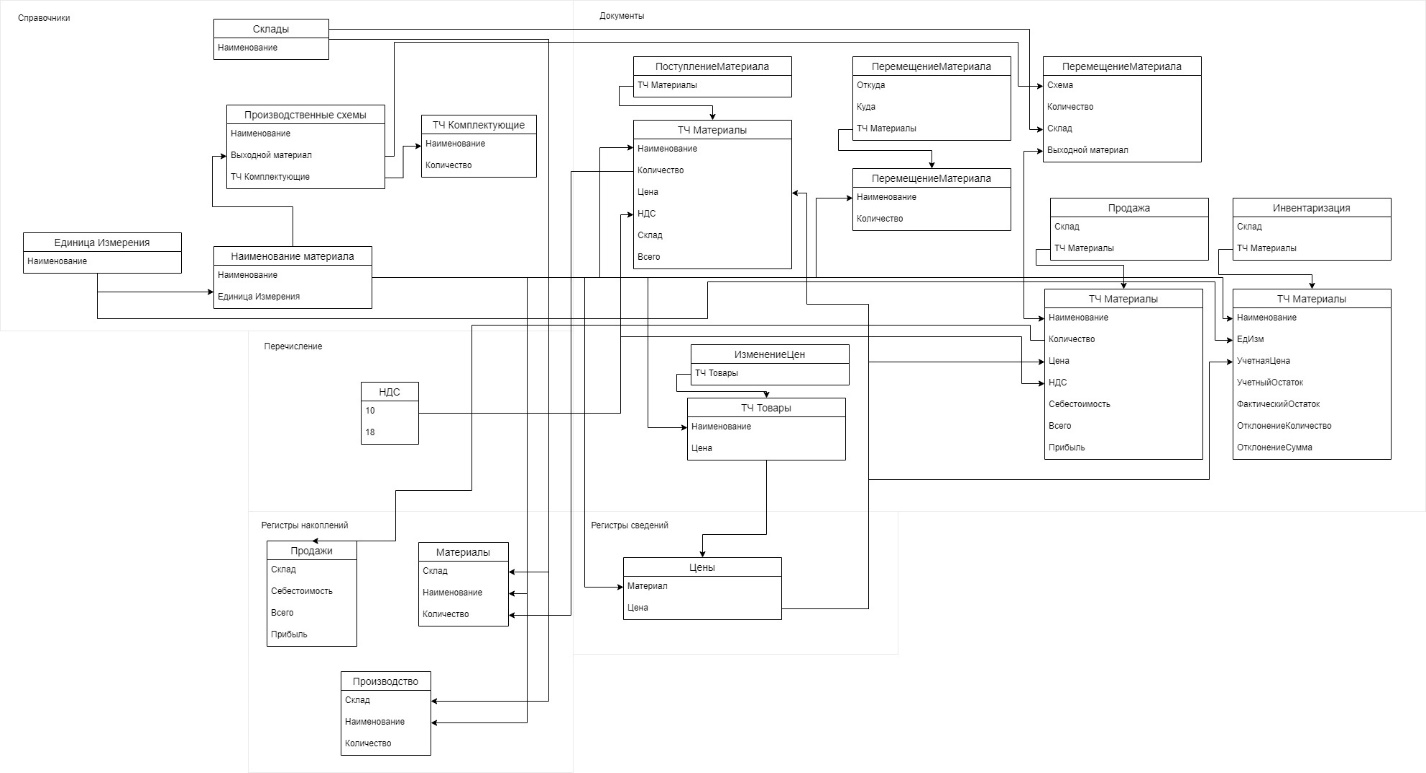 Справочники
Склады
Наименование
Производственные схемы
Наименование
Выходной материал
ТЧ Комплектующие
ТЧ Комплектующие
Наименование
Количество
Единица Измерения
Наименование
Наименование материала
Наименование
Единица Измерения
Документы
ПоступлениеМатериала
ТЧ Материалы
ТЧ Материалы
Наименование
Количество
Цена
НДС
Склад
Всего
ПеремещениеМатериала
Откуда
Куда
ТЧ Материалы
ПеремещениеМатериала
Наименование
Количество
ПеремещениеМатериала
Схема
Количество
Склад
Выходной материал
Продажа
Склад
ТЧ Материалы
ТЧ Материалы
Наименование
Количество
Цена
НДС
Себестоимость
Всего
Прибыль
Инвентаризация
Склад
ТЧ Материалы
ТЧ Материалы
Наименование
ЕдИзм
УчетнаяЦена
УчетныйОстаток
ФактическийОстаток
ОтклонениеКоличество
ОтклонениеСумма
ИзменениеЦен
ТЧ Товары
ТЧ Товары
Наименование
Цена
Перечисление
НДС
10
18
Регистры накоплений
Продажи
Склад
Себестоимость
Всего
Прибыль
Материалы
Склад
Наименование
Количество
Производство
Склад
Наименование
Количество
Регистры сведений
Цены
Материал
Цена